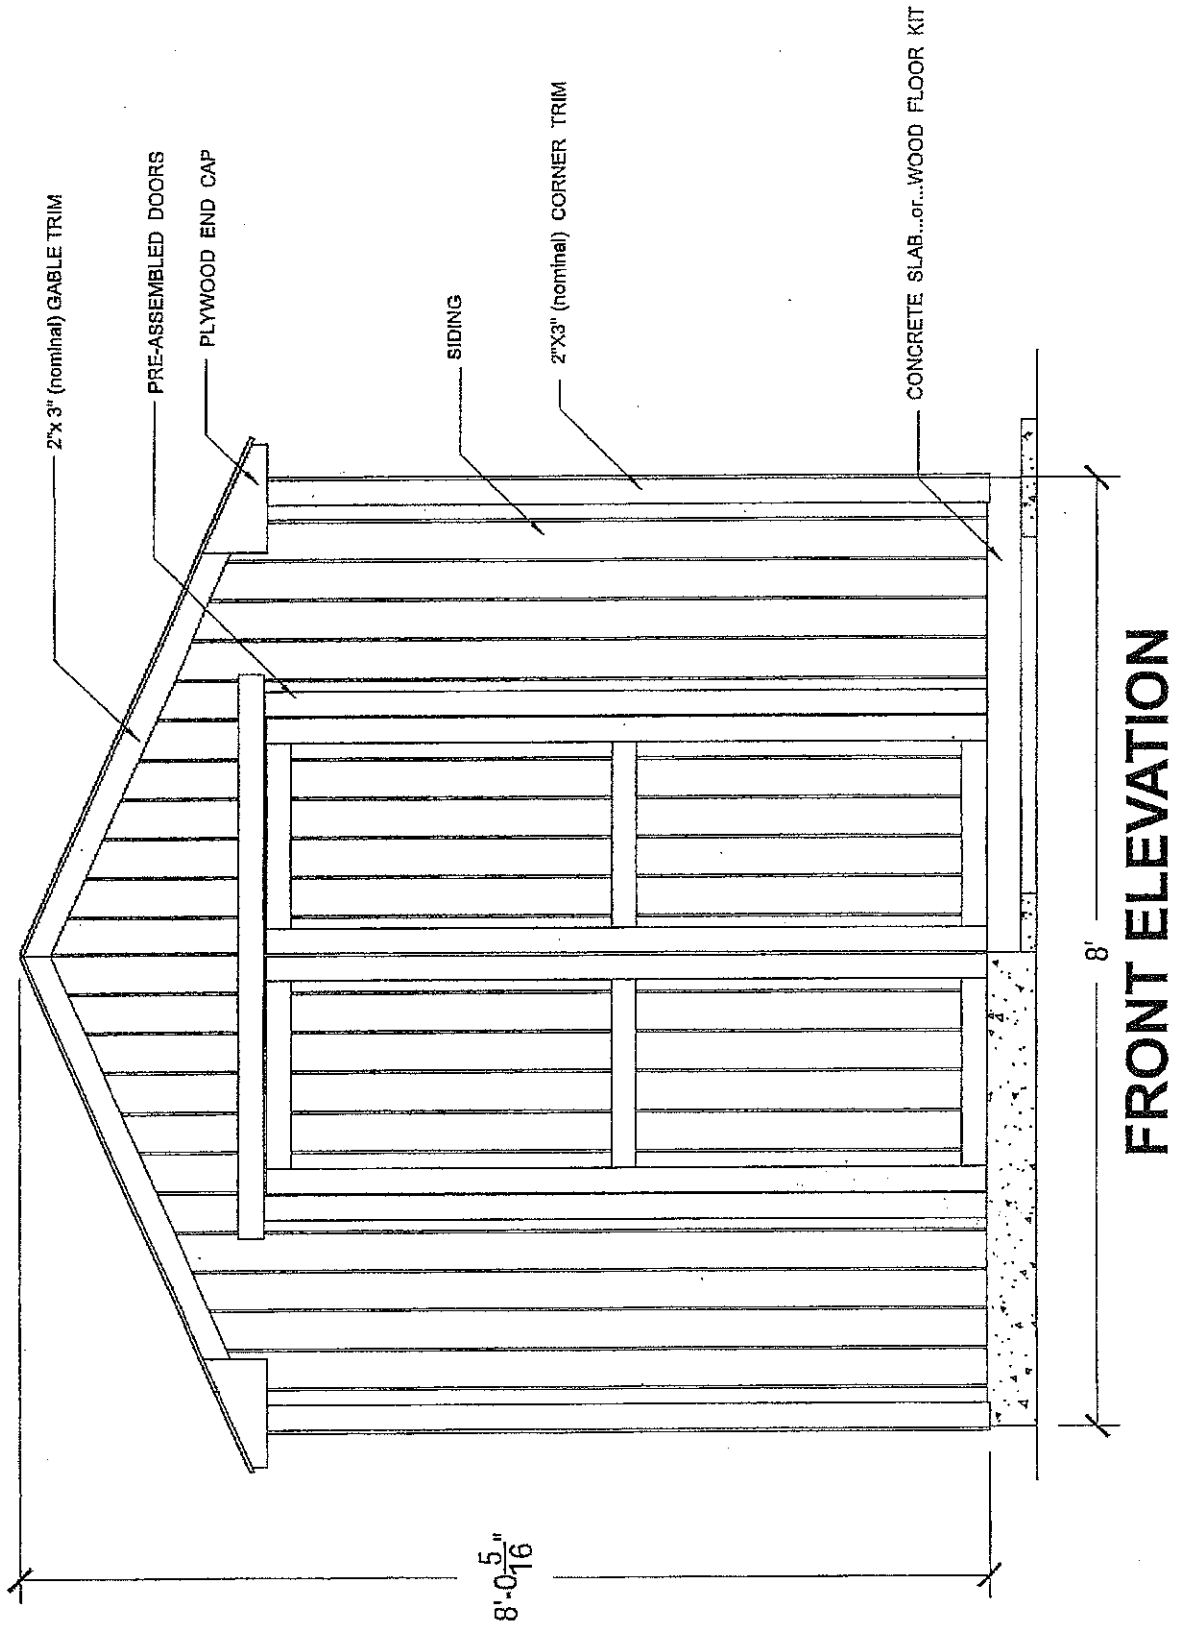 2"x 3" (nominal) GABLE TRIM
PRE-ASSEMBLED DOORS
PLYWOOD END CAP
SIDING
2"X3" (nominal) CORNER TRIM
CONCRETE SLAB...or...WOOD FLOOR KIT
8'-0 5/16"
8'
FRONT ELEVATION